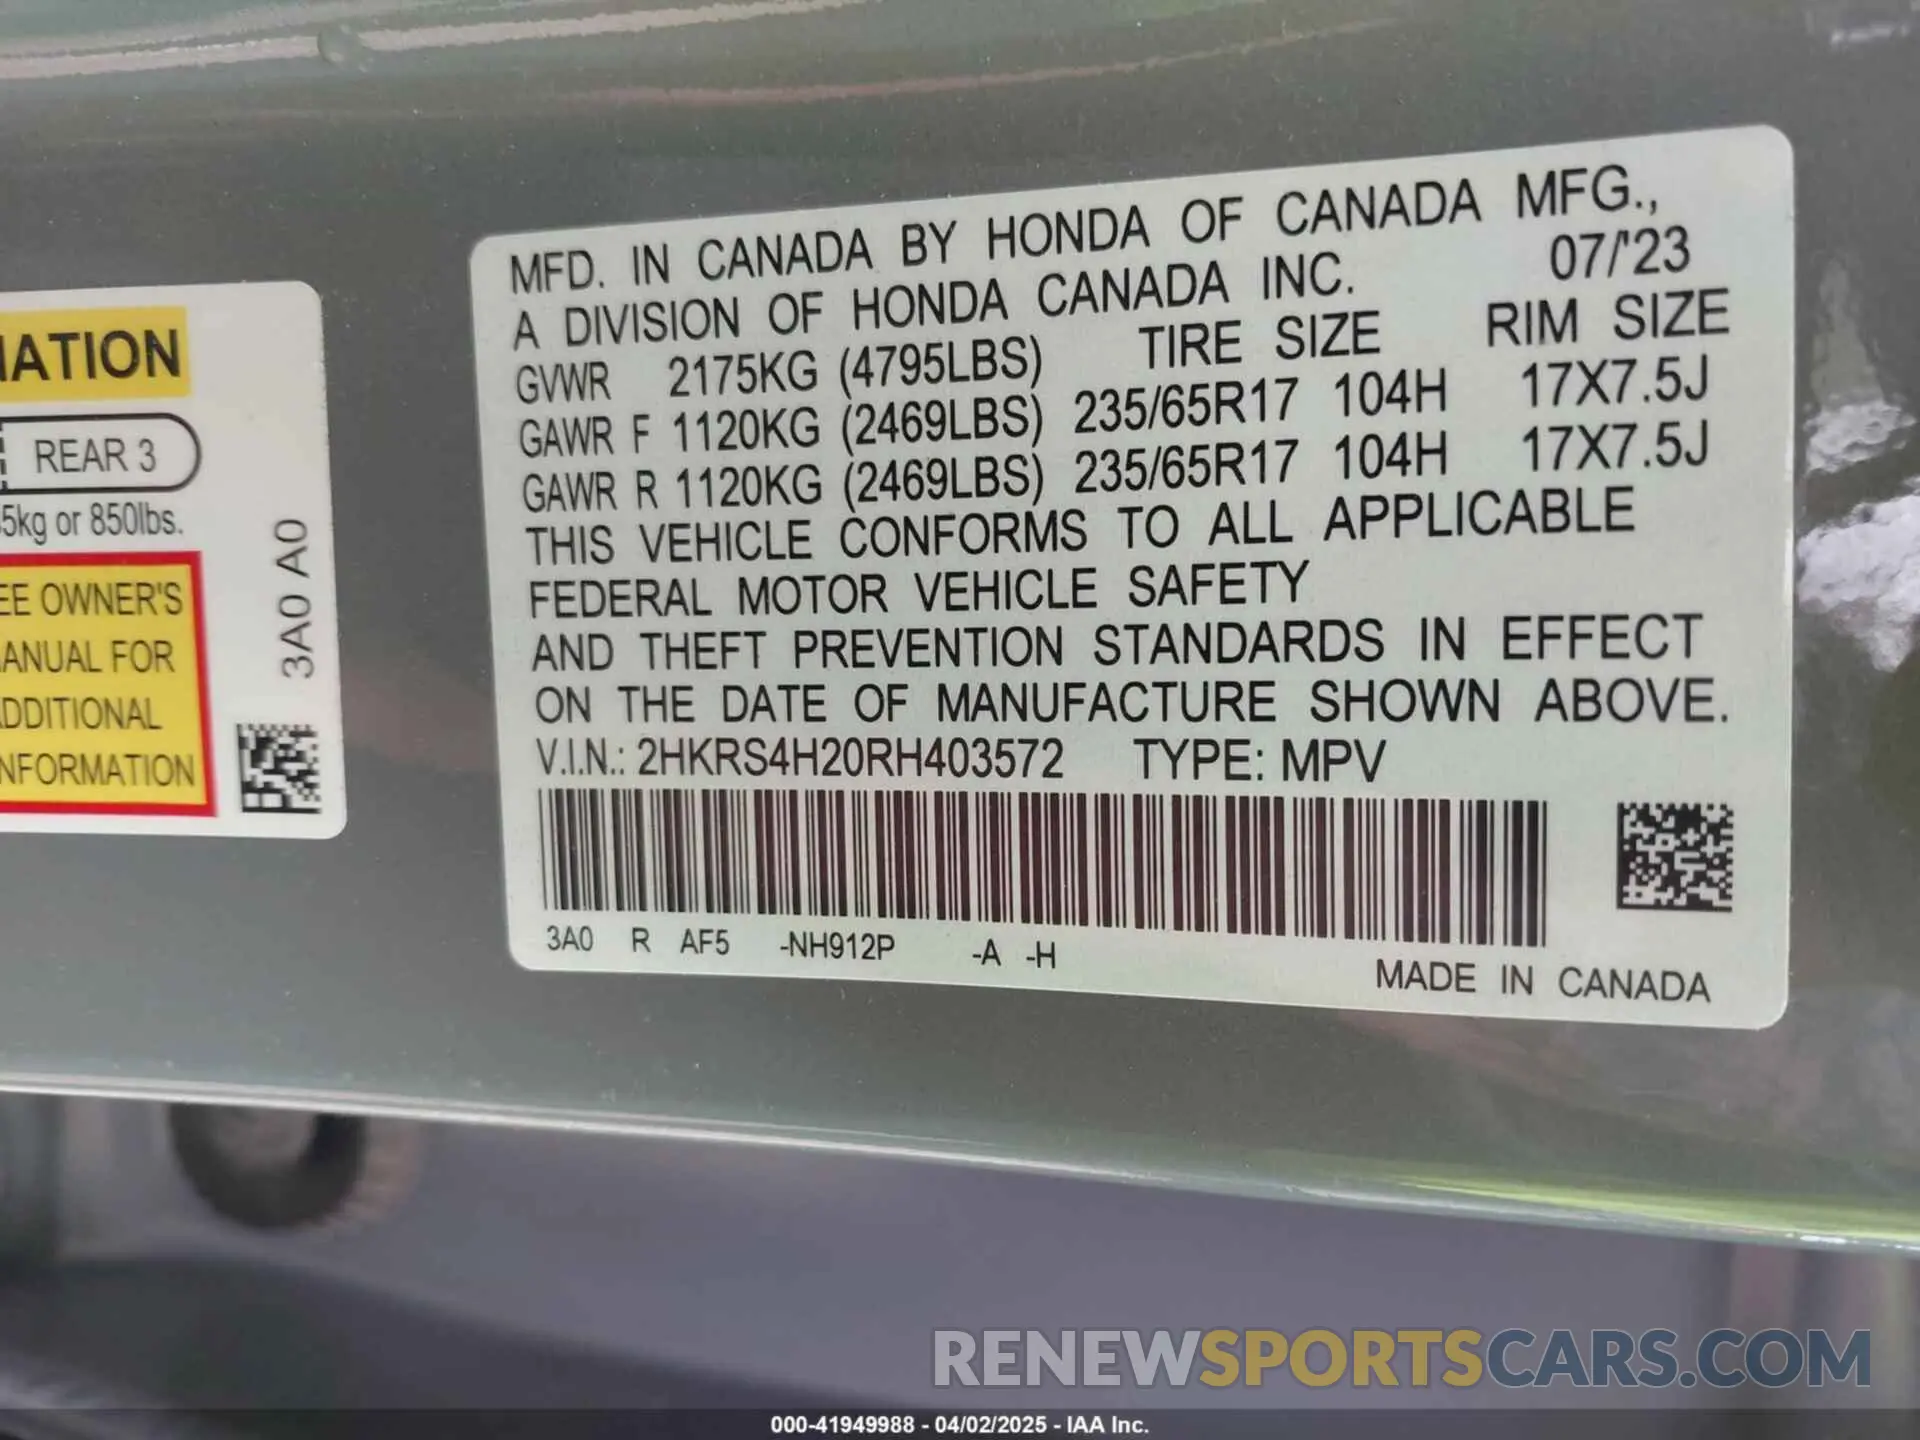 IATION
REAR 3
5kg or 850lbs.
EE OWNER'S
ANUAL FOR
DDITIONAL
NFORMATION
3A0 A0
MFD. IN CANADA BY HONDA OF CANADA MFG.,
A DIVISION OF HONDA CANADA INC. 07/'23
GVWR 2175KG (4795LBS) TIRE SIZE RIM SIZE
GAWR F 1120KG (2469LBS) 235/65R17 104H 17X7.5J
GAWR R 1120KG (2469LBS) 235/65R17 104H 17X7.5J
THIS VEHICLE CONFORMS TO ALL APPLICABLE
FEDERAL MOTOR VEHICLE SAFETY
AND THEFT PREVENTION STANDARDS IN EFFECT
ON THE DATE OF MANUFACTURE SHOWN ABOVE.
V.I.N.: 2HKRS4H20RH403572 TYPE: MPV
3A0 R AF5 -NH912P -A -H
MADE IN CANADA
RENEWSPORTSCARS.COM
000-41949988 - 04/02/2025 - IAA Inc.